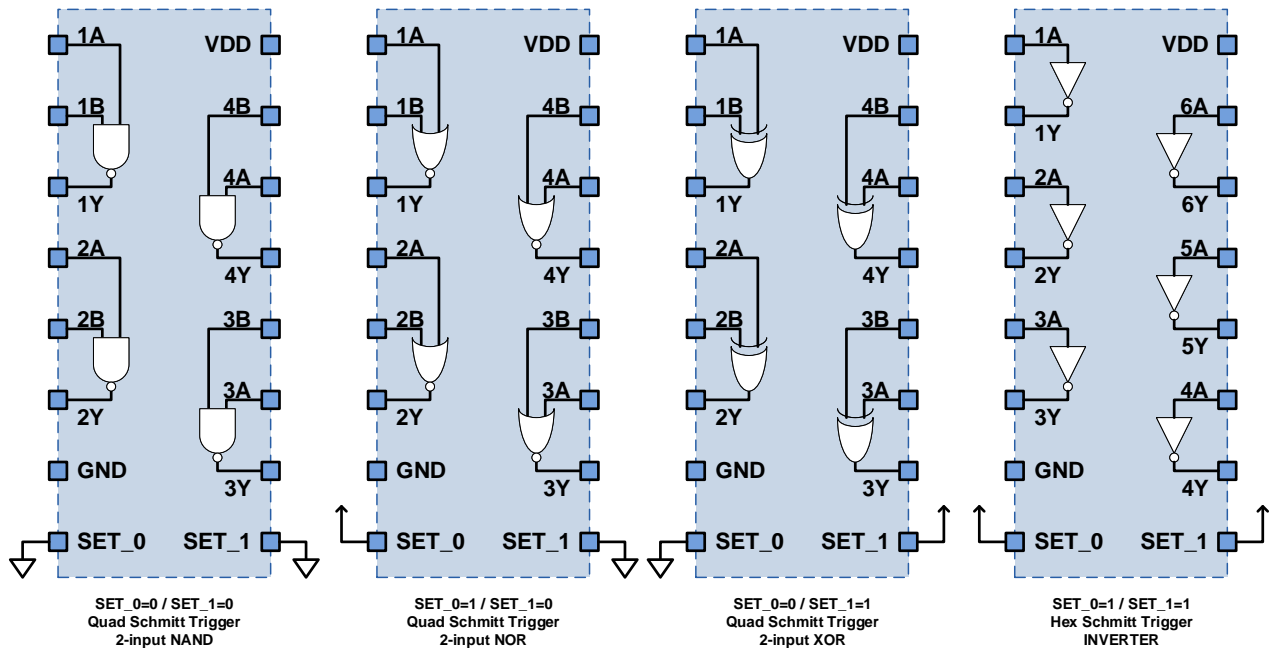 1A VDD
1B 4B
4A
1Y
2A
4Y
2B 3B
3A
2Y
GND
3Y
SET_0 SET_1
SET_0=0 / SET_1=0
Quad Schmitt Trigger
2-input NAND
1A VDD
1B 4B
4A
1Y
2A
4Y
2B 3B
3A
2Y
GND
3Y
SET_0 SET_1
SET_0=1 / SET_1=0
Quad Schmitt Trigger
2-input NOR
1A VDD
1B 4B
4A
1Y
2A
4Y
2B 3B
3A
2Y
GND
3Y
SET_0 SET_1
SET_0=0 / SET_1=1
Quad Schmitt Trigger
2-input XOR
1A VDD
6A
1Y
2A
6Y
5A
2Y
3A
5Y
4A
3Y
GND
4Y
SET_0 SET_1
SET_0=1 / SET_1=1
Hex Schmitt Trigger
INVERTER